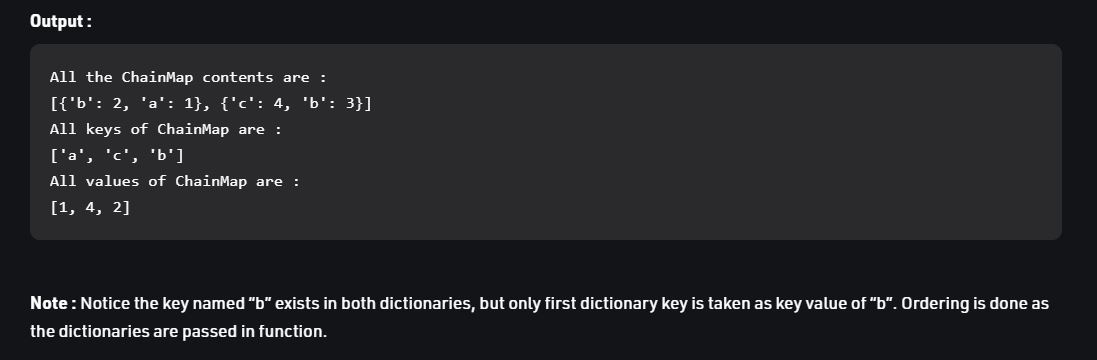 Output :
All the ChainMap contents are :
[{'b': 2, 'a': 1}, {'c': 4, 'b': 3}]
All keys of ChainMap are :
['a', 'c', 'b']
All values of ChainMap are :
[1, 4, 2]
Note : Notice the key named “b” exists in both dictionaries, but only first dictionary key is taken as key value of “b”. Ordering is done as
the dictionaries are passed in function.